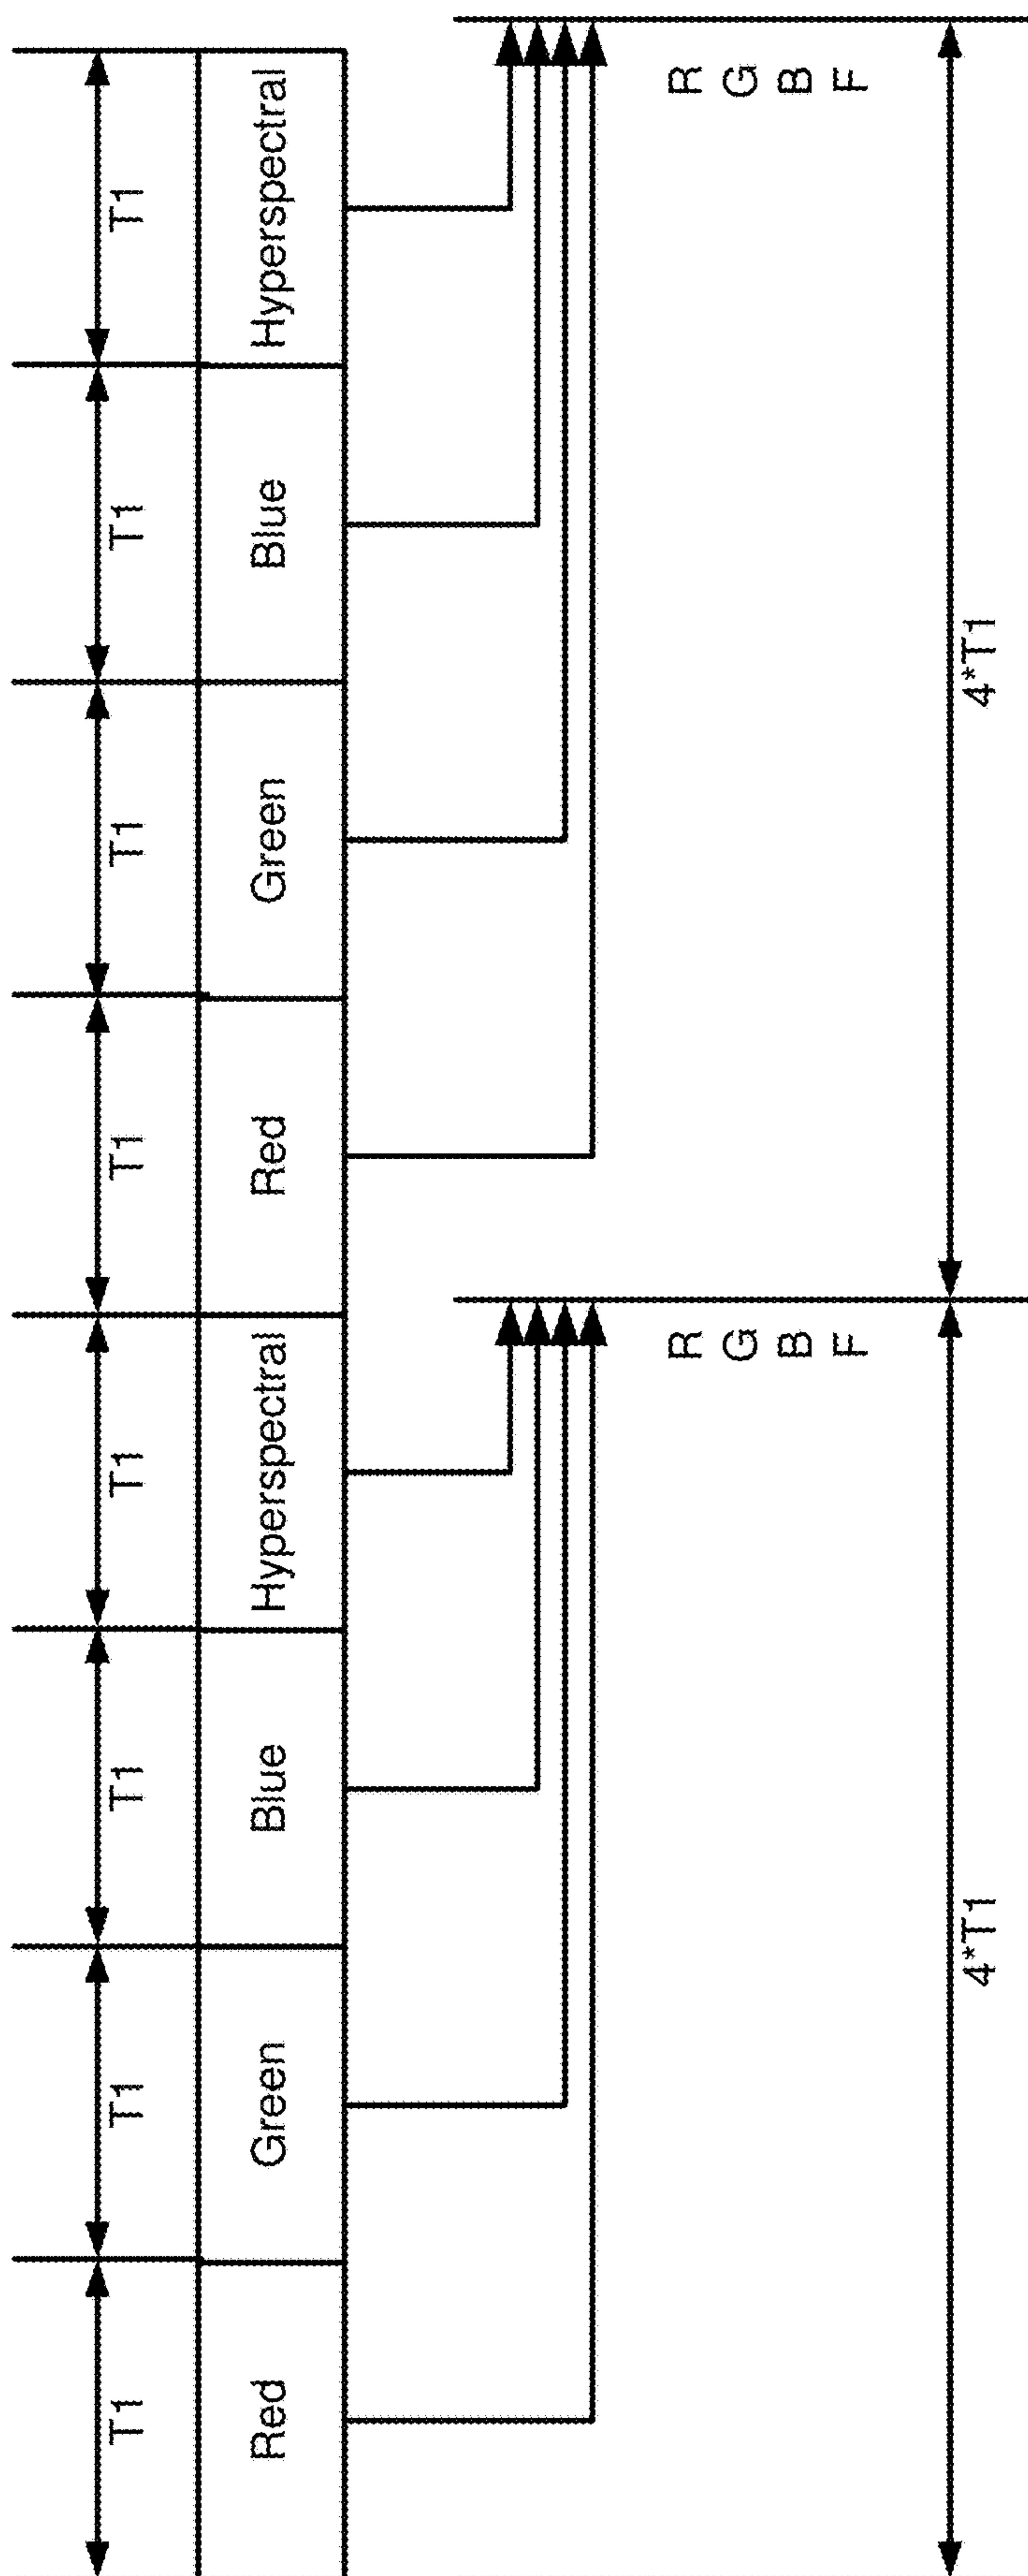 T1 T1 T1 T1 T1 T1 T1 T1
Red Green Blue Hyperspectral Red Green Blue Hyperspectral
R R
G G
B B
F F
4*T1 4*T1